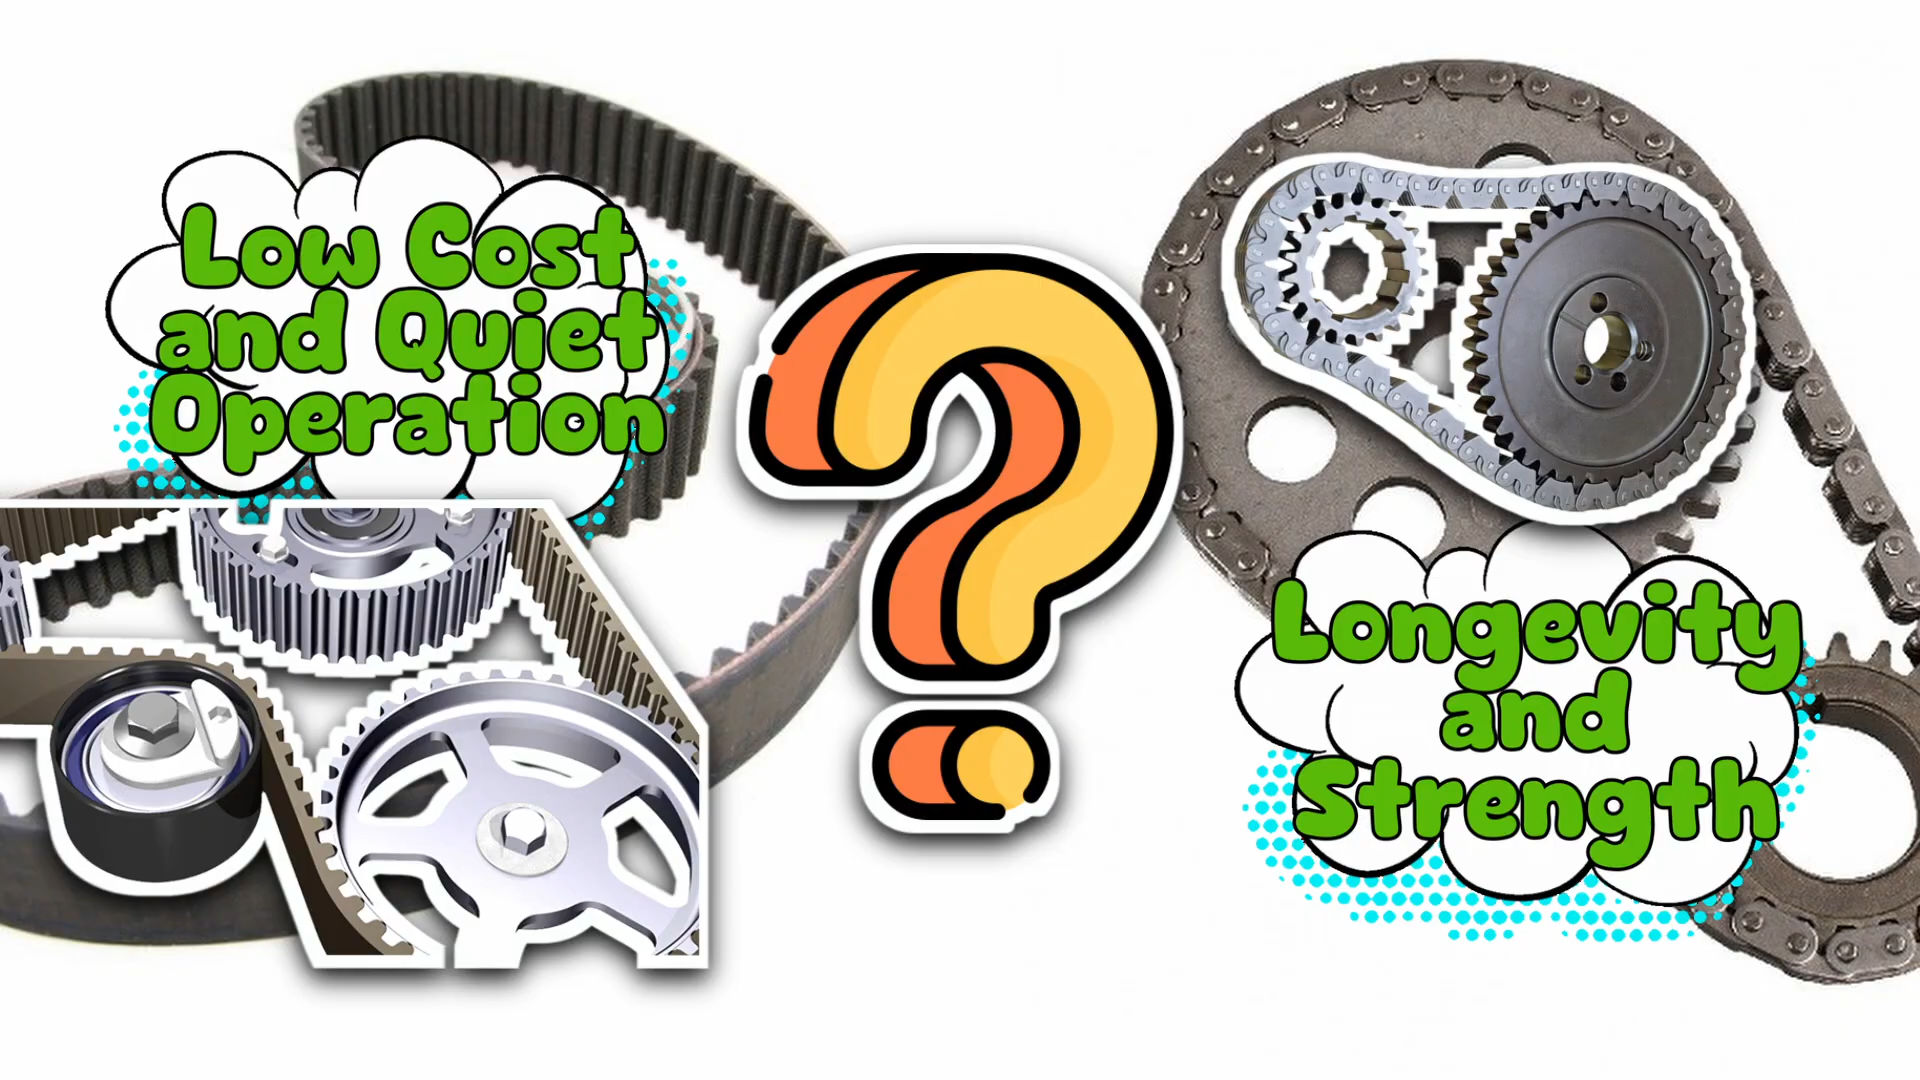 Low Cost
and Quiet
Operation
Longevity
and
Strength